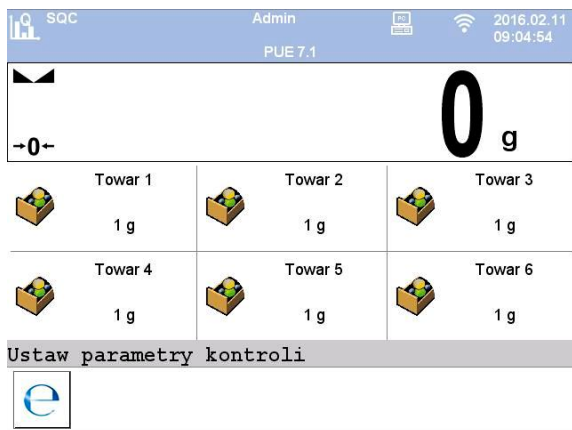 SQC Admin PC 2016.02.11
09:04:54
PUE 7.1
0 g
→0←
Towar 1 Towar 2 Towar 3
1 g 1 g 1 g
Towar 4 Towar 5 Towar 6
1 g 1 g 1 g
Ustaw parametry kontroli
e